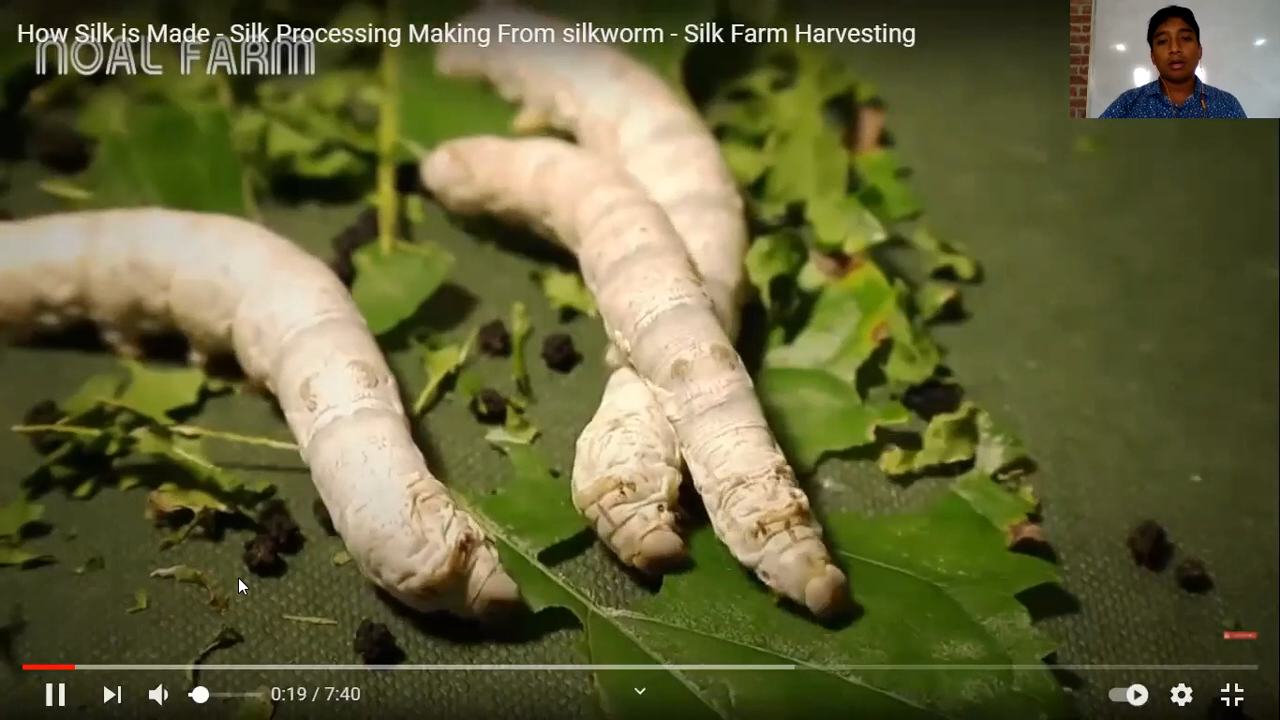 How Silk is Made - Silk Processing Making From silkworm - Silk Farm Harvesting
NOAL FARM
0:19 / 7:40